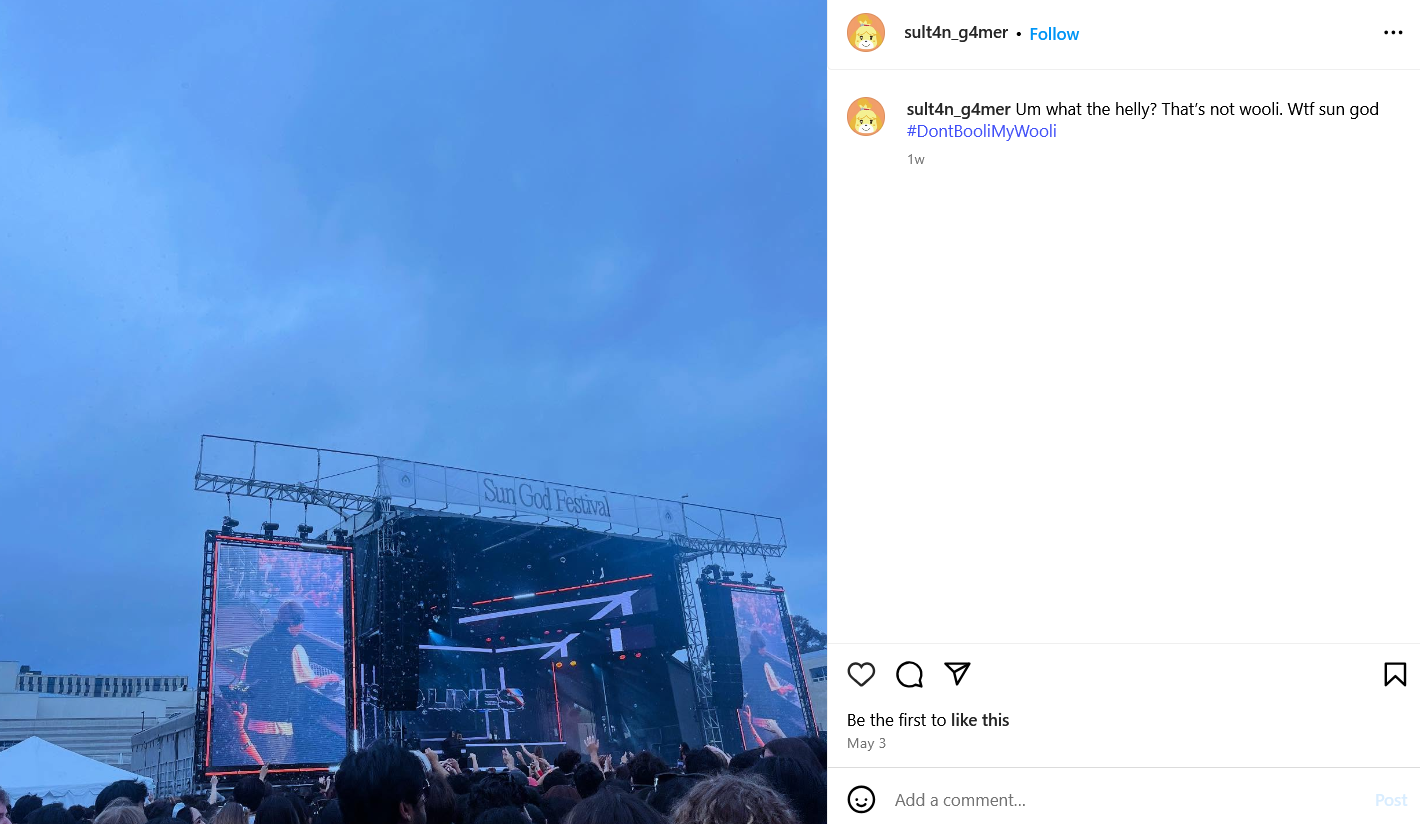 Sun God Festival
LINES
sult4n_g4mer • Follow
sult4n_g4mer Um what the helly? That's not wooli. Wtf sun god
#DontBooliMyWooli
1w
Be the first to like this
May 3
Add a comment...
Post